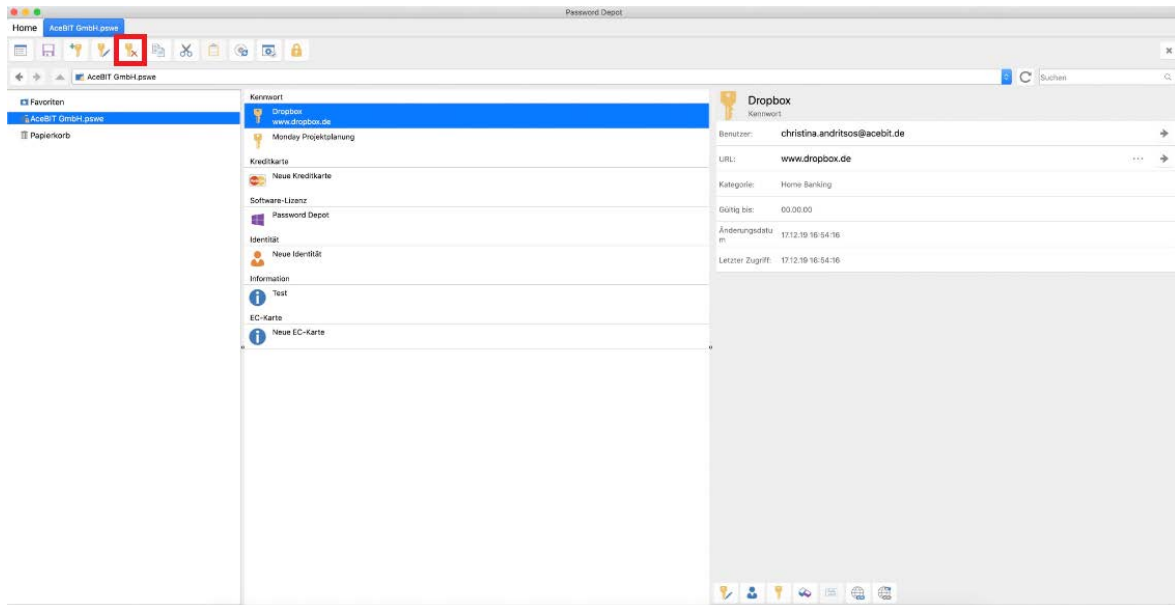 Password Depot
Home AceBIT GmbH.pswe
AceBIT GmbH.pswe
Suchen
Favoriten
AceBIT GmbH.pswe
Papierkorb
Kennwort
Dropbox
www.dropbox.de
Monday Projektplanung
Kreditkarte
Neue Kreditkarte
Software-Lizenz
Password Depot
Identität
Neue Identität
Information
Test
EC-Karte
Neue EC-Karte
Dropbox
Kennwort
Benutzer: christina.andritsos@acebit.de
URL: www.dropbox.de
Kategorie: Home Banking
Gültig bis: 00.00.00
Änderungsdatu
m 17.12.19 16:54:16
Letzter Zugriff: 17.12.19 16:54:16